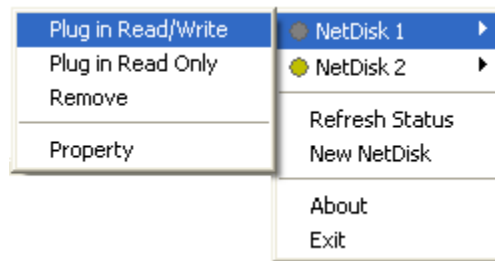 Plug in Read/Write
Plug in Read Only
Remove
Property
NetDisk 1
NetDisk 2
Refresh Status
New NetDisk
About
Exit